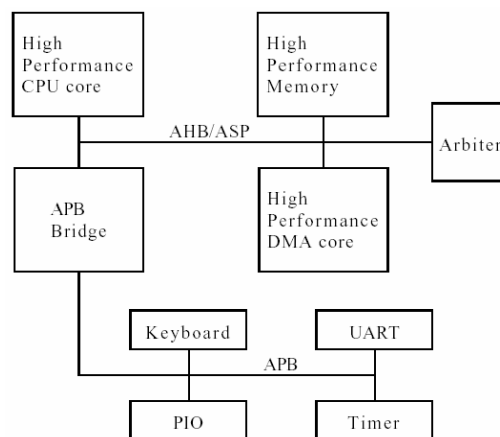 High
Performance
CPU core
High
Performance
Memory
AHB/ASP
Arbiter
APB
Bridge
High
Performance
DMA core
Keyboard
UART
APB
PIO
Timer